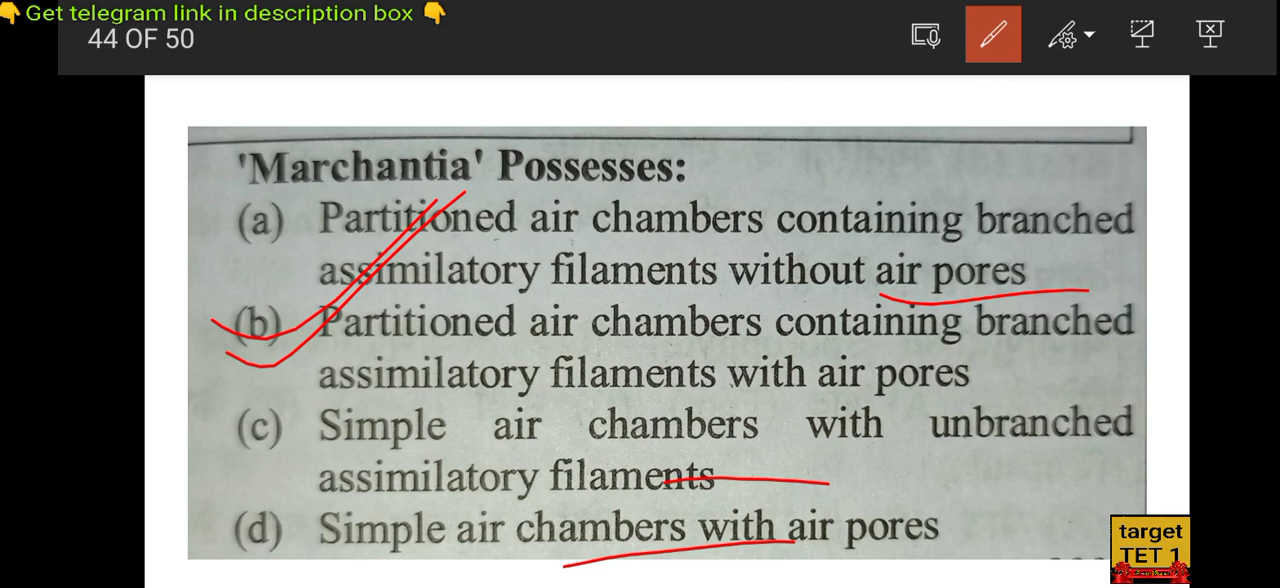 👇 Get telegram link in description box 👇
44 OF 50
'Marchantia' Possesses:
(a) Partitioned air chambers containing branched
assimilatory filaments without air pores
(b) Partitioned air chambers containing branched
assimilatory filaments with air pores
(c) Simple air chambers with unbranched
assimilatory filaments
(d) Simple air chambers with air pores
target
TET 1